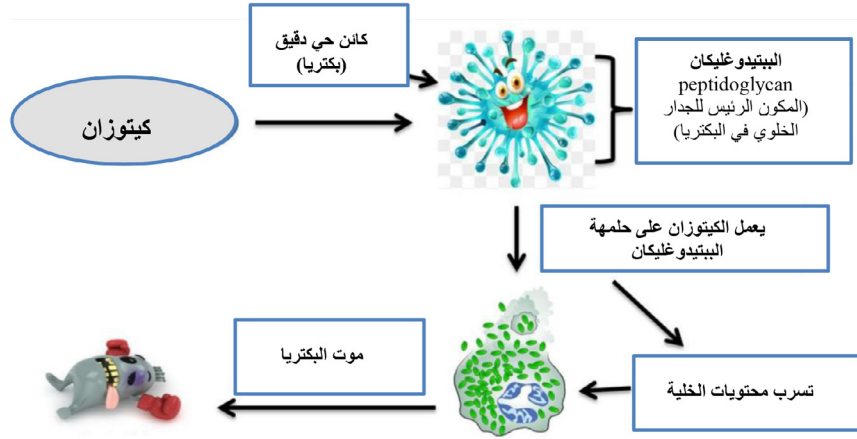 كيتوزان
كائن حي دقيق
(بكتريا)
الببتيدوغليكان
peptidoglycan
(المكون الرئيس للجدار
الخلوي في البكتريا)
يعمل الكيتوزان على حلمهة
الببتيدوغليكان
تسرب محتويات الخلية
موت البكتريا